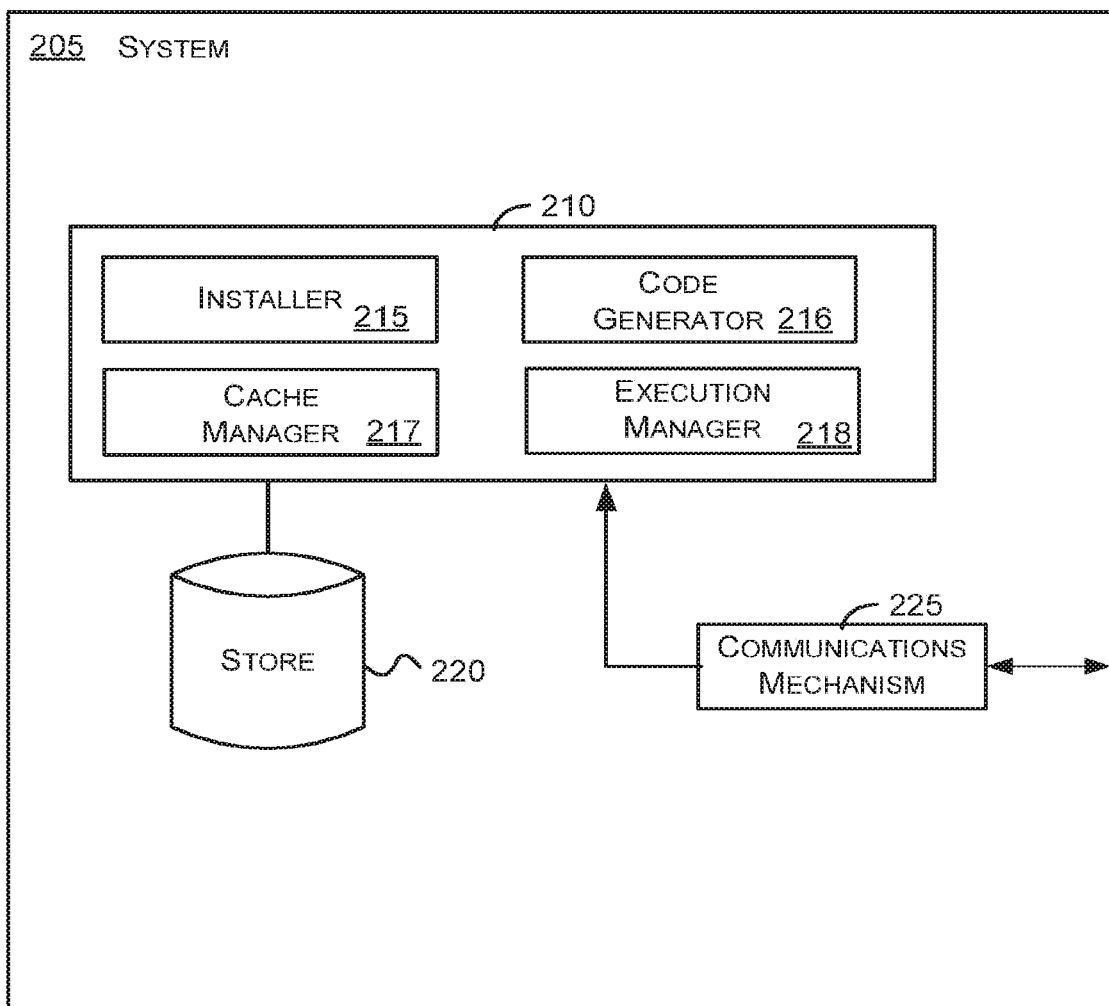 205 SYSTEM
210
INSTALLER 215
CODE
GENERATOR 216
CACHE
MANAGER 217
EXECUTION
MANAGER 218
STORE
220
225
COMMUNICATIONS
MECHANISM